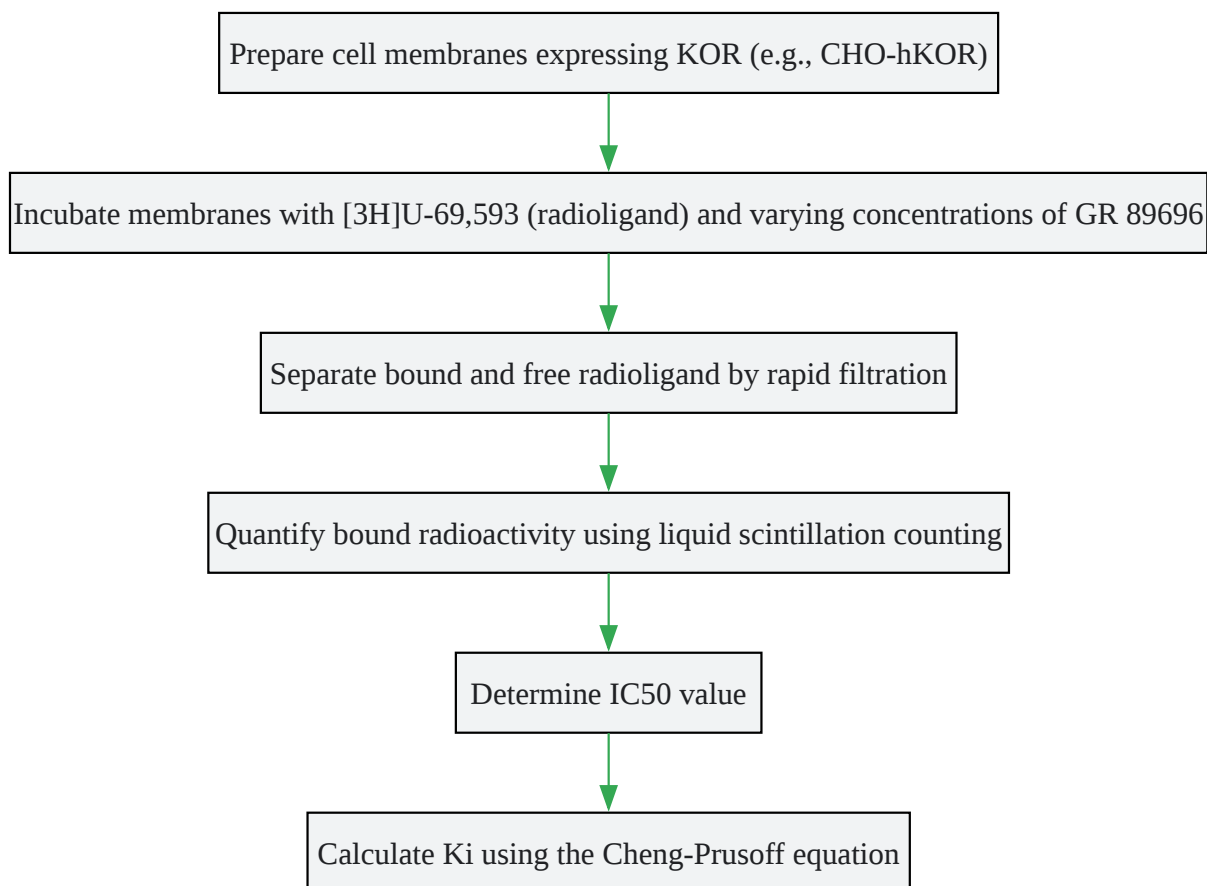 Prepare cell membranes expressing KOR (e.g., CHO-hKOR)
Incubate membranes with [3H]U-69,593 (radioligand) and varying concentrations of GR 89696
Separate bound and free radioligand by rapid filtration
Quantify bound radioactivity using liquid scintillation counting
Determine IC50 value
Calculate Ki using the Cheng-Prusoff equation